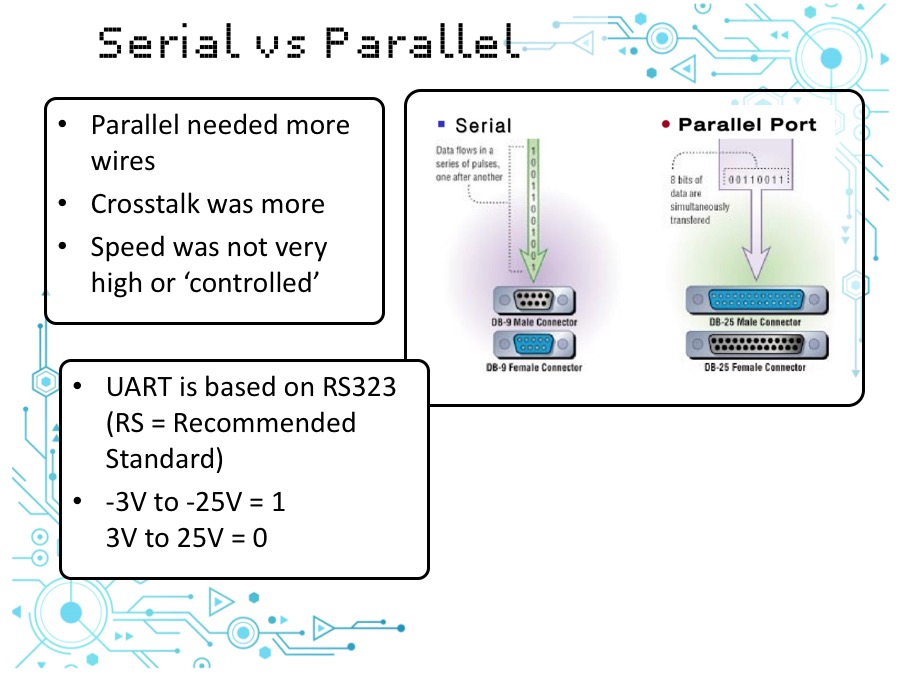 Serial vs Parallel
• Parallel needed more
wires
• Crosstalk was more
• Speed was not very
high or ‘controlled’
▪ Serial
Data flows in a
series of pulses,
one after another
1
0
0
1
1
0
0
1
0
0
1
DB-9 Male Connector
DB-9 Female Connector
• Parallel Port
8 bits of
data are
simultaneously
transfered
00110011
DB-25 Male Connector
DB-25 Female Connector
• UART is based on RS323
(RS = Recommended
Standard)
• -3V to -25V = 1
3V to 25V = 0